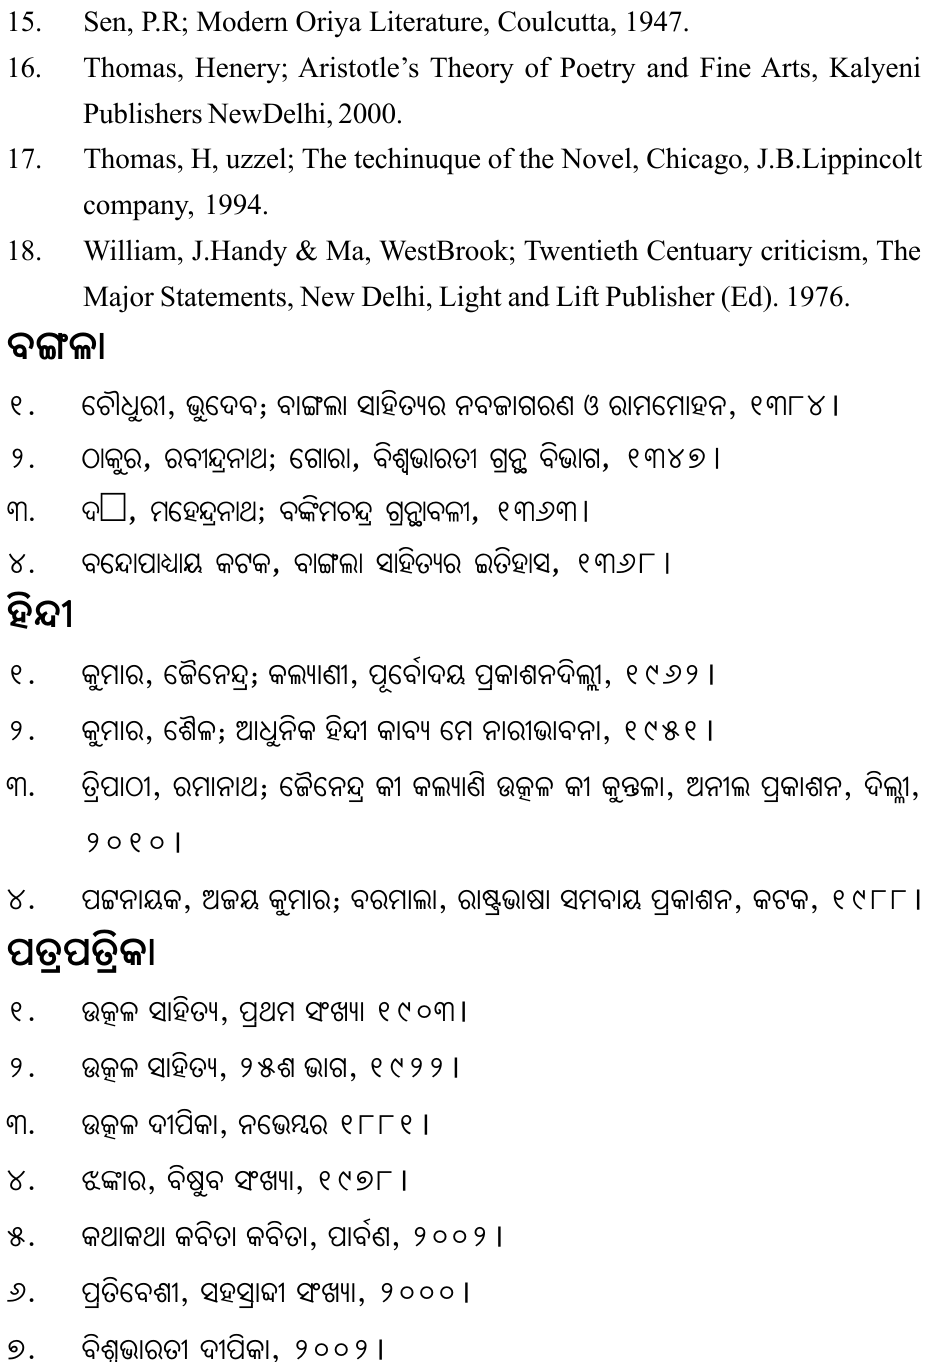 15. Sen, P.R; Modern Oriya Literature, Coulcutta, 1947.
16. Thomas, Henery; Aristotle’s Theory of Poetry and Fine Arts, Kalyeni
Publishers NewDelhi, 2000.
17. Thomas, H, uzzel; The techinuque of the Novel, Chicago, J.B.Lippincolt
company, 1994.
18. William, J.Handy & Ma, WestBrook; Twentieth Centuary criticism, The
Major Statements, New Delhi, Light and Lift Publisher (Ed). 1976.
ବଙ୍ଗଳା
୧. ଚୌଧୁରୀ, ଭୁଦେବ; ବାଙ୍ଗଲା ସାହିତ୍ୟର ନବଜାଗରଣ ଓ ରାମମୋହନ, ୧୩୮୪।
୨. ଠାକୁର, ରବୀନ୍ଦ୍ରନାଥ; ଗୋରା, ବିଶ୍ୱଭାରତୀ ଗ୍ରନ୍ଥ ବିଭାଗ, ୧୩୪୭।
୩. ଦ□, ମହେନ୍ଦ୍ରନାଥ; ବଙ୍କିମଚନ୍ଦ୍ର ଗ୍ରନ୍ଥାବଳୀ, ୧୩୬୩।
୪. ବନ୍ଦୋପାଧ୍ୟାୟ କଟକ, ବାଙ୍ଗଲା ସାହିତ୍ୟର ଇତିହାସ, ୧୩୬୮।
ହିନ୍ଦୀ
୧. କୁମାର, ଜୈନେନ୍ଦ୍ର; କଲ୍ୟାଣୀ, ପୂର୍ବୋଦୟ ପ୍ରକାଶନଦିଲ୍ଲୀ, ୧୯୬୨।
୨. କୁମାର, ଶୈଳ; ଆଧୁନିକ ହିନ୍ଦୀ କାବ୍ୟ ମେ ନାରୀଭାବନା, ୧୯୫୧।
୩. ତ୍ରିପାଠୀ, ରମାନାଥ; ଜୈନେନ୍ଦ୍ର କୀ କଲ୍ୟାଣି ଉତ୍କଳ କୀ କୁନ୍ତଳା, ଅନୀଲ ପ୍ରକାଶନ, ଦିଲ୍ଲୀ,
୨୦୧୦।
୪. ପଟ୍ଟନାୟକ, ଅଜୟ କୁମାର; ବରମାଲା, ରାଷ୍ଟ୍ରଭାଷା ସମବାୟ ପ୍ରକାଶନ, କଟକ, ୧୯୮୮।
ପତ୍ରପତ୍ରିକା
୧. ଉତ୍କଳ ସାହିତ୍ୟ, ପ୍ରଥମ ସଂଖ୍ୟା ୧୯୦୩।
୨. ଉତ୍କଳ ସାହିତ୍ୟ, ୨୫ଶ ଭାଗ, ୧୯୨୨।
୩. ଉତ୍କଳ ଦୀପିକା, ନଭେମ୍ବର ୧୮୮୧।
୪. ଝଙ୍କାର, ବିଷୁବ ସଂଖ୍ୟା, ୧୯୭୮।
୫. କଥାକଥା କବିତା କବିତା, ପାର୍ବଣ, ୨୦୦୨।
୬. ପ୍ରତିବେଶୀ, ସହସ୍ରାବ୍ଦୀ ସଂଖ୍ୟା, ୨୦୦୦।
୭. ବିଶ୍ୱଭାରତୀ ଦୀପିକା, ୨୦୦୨।